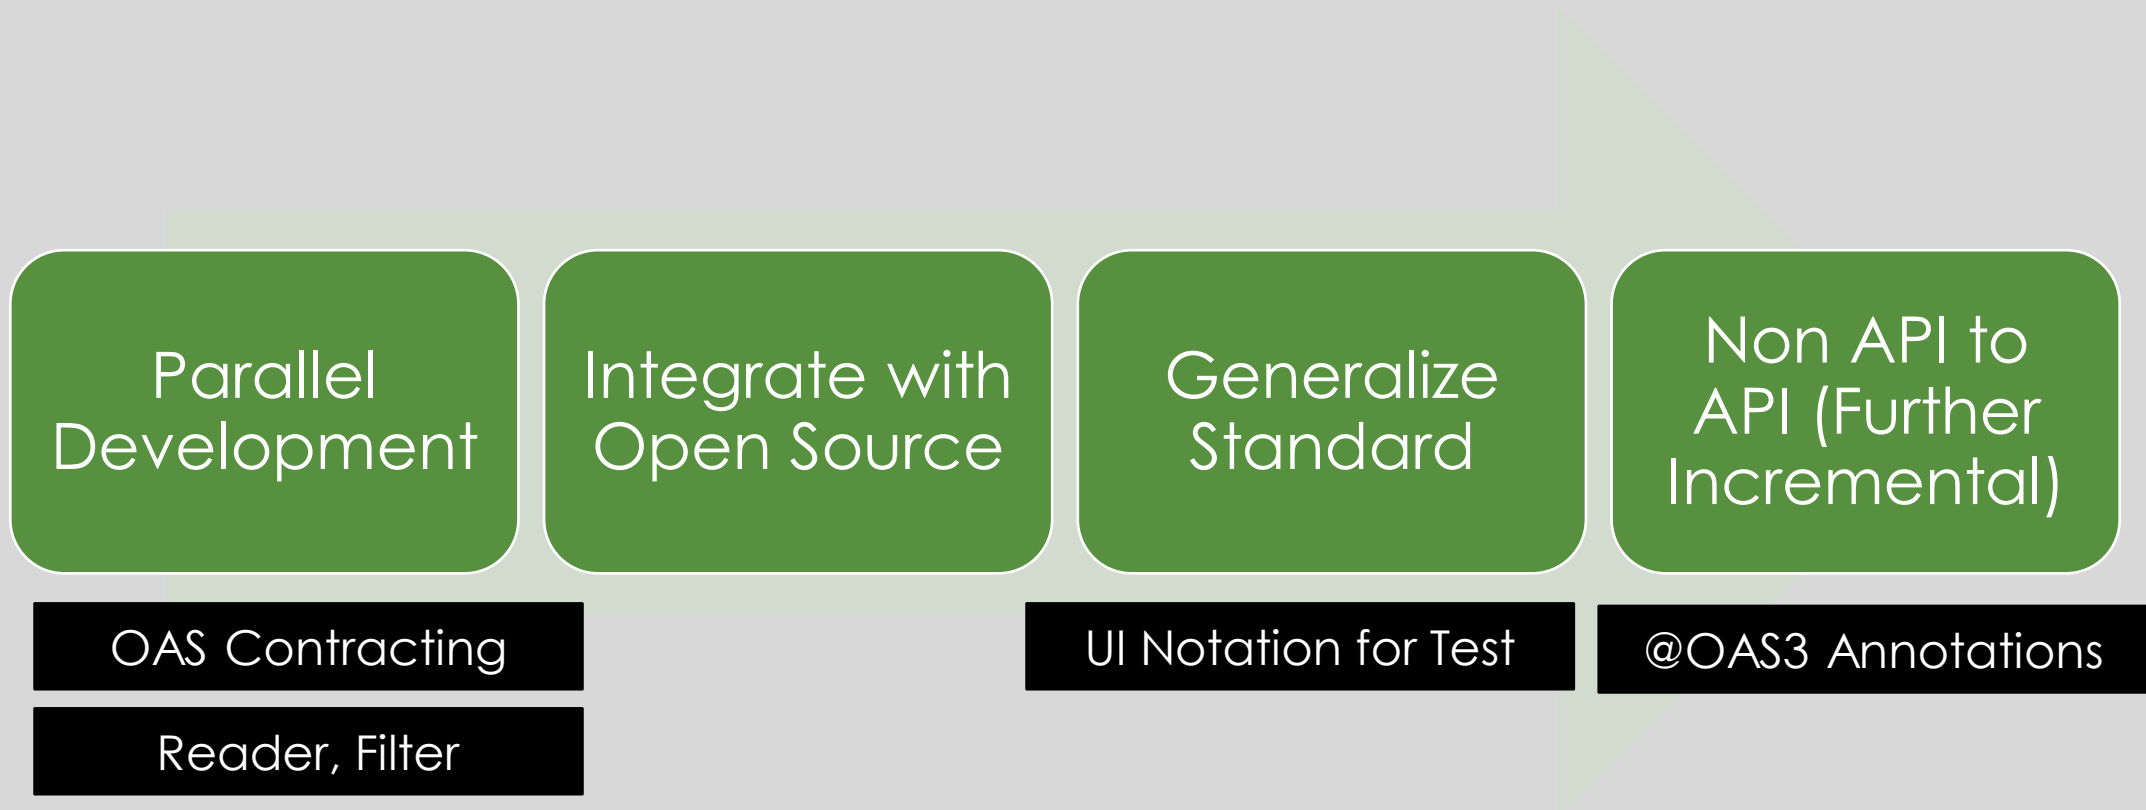 Parallel
Development
Integrate with
Open Source
Generalize
Standard
Non API to
API (Further
Incremental)
OAS Contracting
UI Notation for Test
@OAS3 Annotations
Reader, Filter